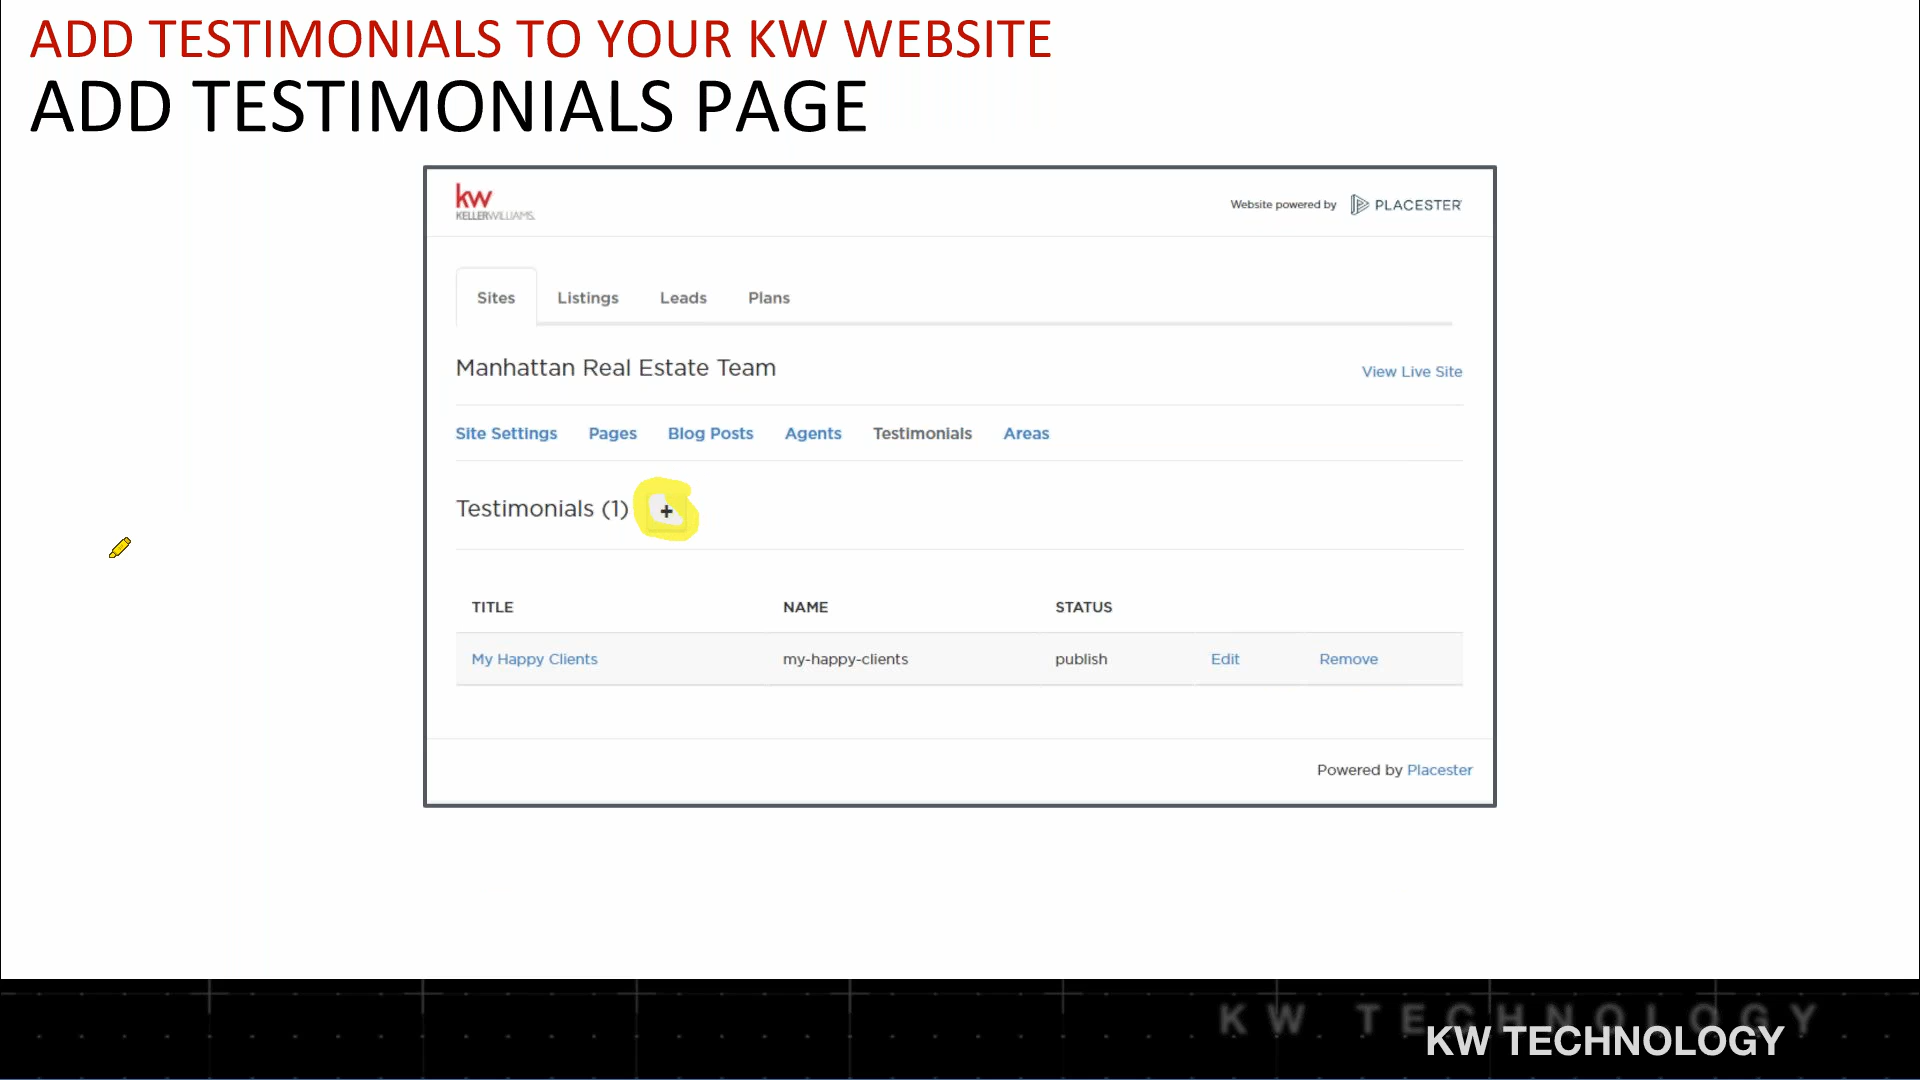 ADD TESTIMONIALS TO YOUR KW WEBSITE
ADD TESTIMONIALS PAGE
kw
KELLERWILLIAMS.
Website powered by PLACESTER
Sites Listings Leads Plans
Manhattan Real Estate Team
View Live Site
Site Settings Pages Blog Posts Agents Testimonials Areas
Testimonials (1) +
TITLE NAME STATUS
My Happy Clients my-happy-clients publish Edit Remove
Powered by Placester
KW TECHNOLOGY
KW TECHNOLOGY